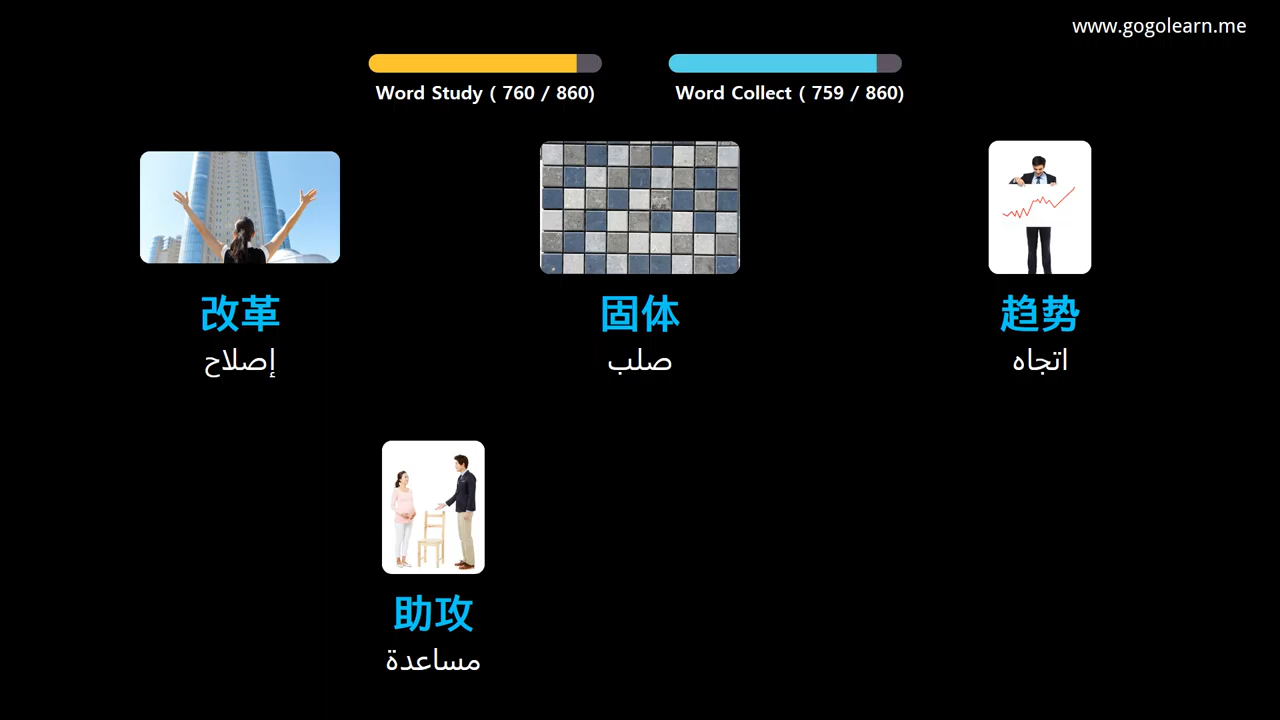 www.gogolearn.me
Word Study ( 760 / 860)
Word Collect ( 759 / 860)
改革
إصلاح
固体
صلب
趋势
اتجاه
助攻
مساعدة